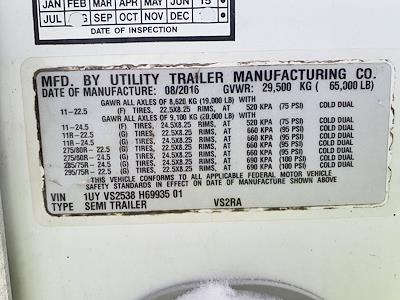 JAN FEB MAR APR MAY JUN 15
JUL SEP OCT NOV DEC
DATE OF INSPECTION
MFD. BY UTILITY TRAILER MANUFACTURING CO.
DATE OF MANUFACTURE: 08/2016 GVWR: 29,500 KG ( 65,000 LB)
GAWR ALL AXLES OF 8,620 KG (19,000 LB) WITH
11-22.5 (F) TIRES, 22.5X8.25 RIMS, AT 520 KPA (75 PSI) COLD DUAL
GAWR ALL AXLES OF 9,100 KG (20,000 LB) WITH
11-24.5 (F) TIRES, 24.5X8.25 RIMS, AT 520 KPA (75 PSI) COLD DUAL
11R-22.5 (G) TIRES, 22.5X8.25 RIMS, AT 660 KPA (95 PSI) COLD DUAL
11R-24.5 (G) TIRES, 24.5X8.25 RIMS, AT 660 KPA (95 PSI) COLD DUAL
275/80R-22.5 (G) TIRES, 22.5X8.25 RIMS, AT 660 KPA (95 PSI) COLD DUAL
275/80R-24.5 (G) TIRES, 24.5X8.25 RIMS, AT 660 KPA (95 PSI) COLD DUAL
285/75R-24.5 (G) TIRES, 24.5X8.25 RIMS, AT 660 KPA (95 PSI) COLD DUAL
295/75R-22.5 (G) TIRES, 22.5X8.25 RIMS, AT 690 KPA (100 PSI) COLD DUAL
THIS VEHICLE CONFORMS TO ALL APPLICABLE FEDERAL MOTOR VEHICLE
SAFETY STANDARDS IN EFFECT ON DATE OF MANUFACTURE SHOWN ABOVE
VIN 1UY VS2538 H69935 01
TYPE SEMI TRAILER VS2RA